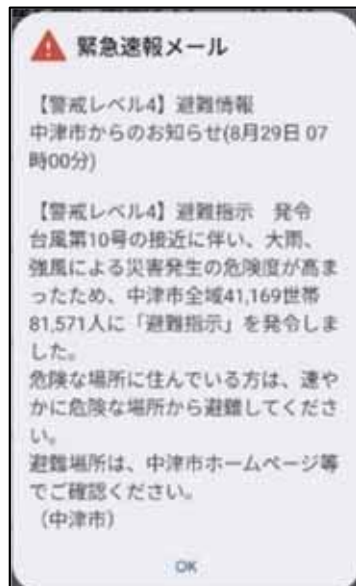 緊急速報メール
【警戒レベル4】避難情報
中津市からのお知らせ(8月29日 07
時00分)
【警戒レベル4】避難指示　発令
台風第10号の接近に伴い、大雨、
強風による災害発生の危険度が高ま
ったため、中津市全域41,169世帯
81,571人に「避難指示」を発令しま
した。
危険な場所に住んでいる方は、速や
かに危険な場所から避難してくださ
い。
避難場所は、中津市ホームページ等
でご確認ください。
（中津市）
OK